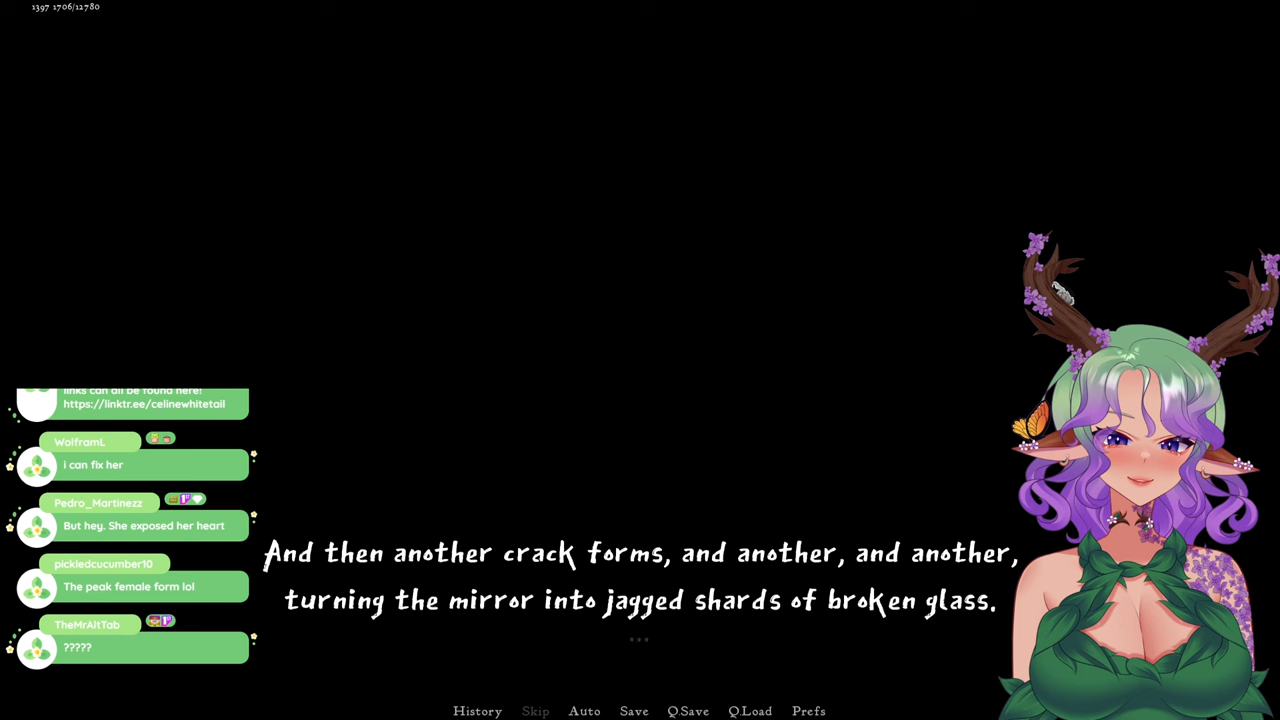 1397 1706/12780
links can all be found here!
https://linktr.ee/celinewhitetail
WolframL
i can fix her
Pedro_Martinezz
But hey. She exposed her heart
pickledcucumber10
The peak female form lol
TheMrAltTab
?????
And then another crack forms, and another, and another,
turning the mirror into jagged shards of broken glass.
History Skip Auto Save Q.Save Q.Load Prefs